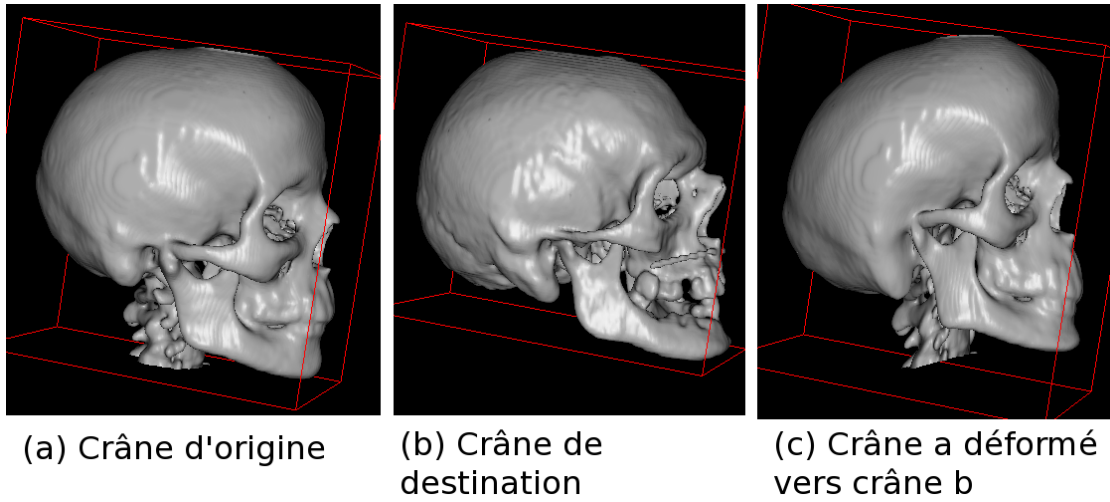 (a) Crâne d'origine
(b) Crâne de
destination
(c) Crâne a déformé
vers crâne b